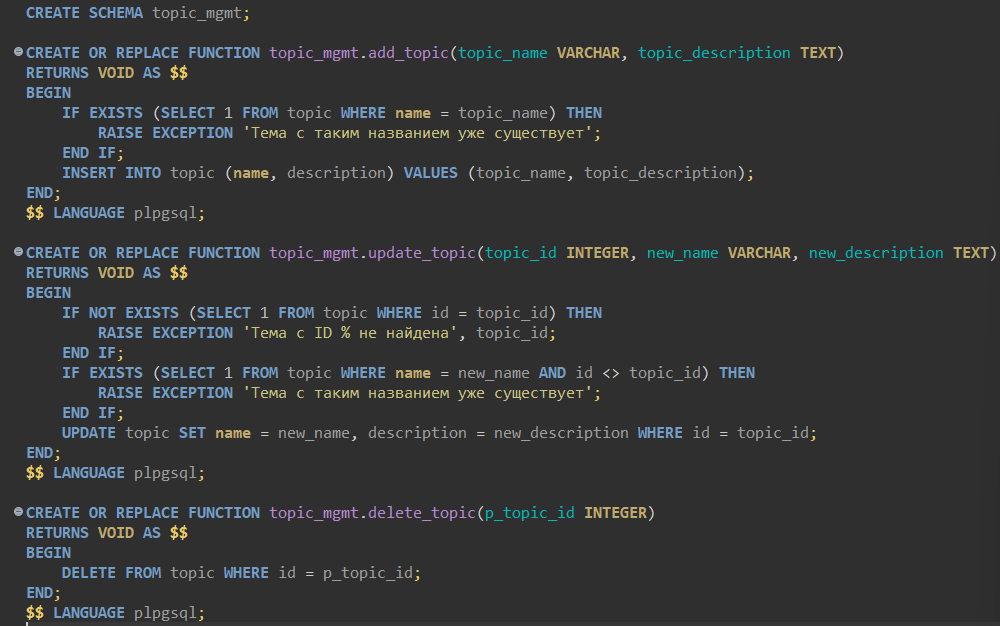 CREATE SCHEMA topic_mgmt;
CREATE OR REPLACE FUNCTION topic_mgmt.add_topic(topic_name VARCHAR, topic_description TEXT)
RETURNS VOID AS $$
BEGIN
    IF EXISTS (SELECT 1 FROM topic WHERE name = topic_name) THEN
        RAISE EXCEPTION 'Тема с таким названием уже существует';
    END IF;
    INSERT INTO topic (name, description) VALUES (topic_name, topic_description);
END;
$$ LANGUAGE plpgsql;
CREATE OR REPLACE FUNCTION topic_mgmt.update_topic(topic_id INTEGER, new_name VARCHAR, new_description TEXT)
RETURNS VOID AS $$
BEGIN
    IF NOT EXISTS (SELECT 1 FROM topic WHERE id = topic_id) THEN
        RAISE EXCEPTION 'Тема с ID % не найдена', topic_id;
    END IF;
    IF EXISTS (SELECT 1 FROM topic WHERE name = new_name AND id <> topic_id) THEN
        RAISE EXCEPTION 'Тема с таким названием уже существует';
    END IF;
    UPDATE topic SET name = new_name, description = new_description WHERE id = topic_id;
END;
$$ LANGUAGE plpgsql;
CREATE OR REPLACE FUNCTION topic_mgmt.delete_topic(p_topic_id INTEGER)
RETURNS VOID AS $$
BEGIN
    DELETE FROM topic WHERE id = p_topic_id;
END;
$$ LANGUAGE plpgsql;